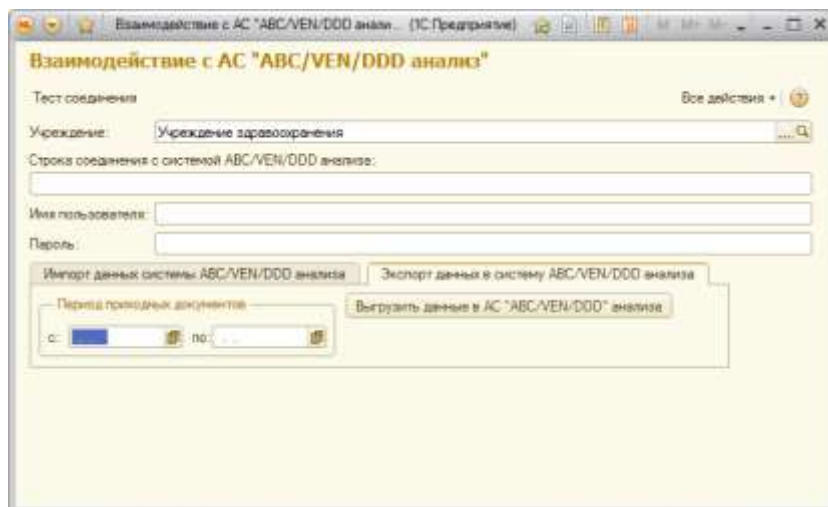 Взаимодействие с АС "ABC/VEN/DDD анали... (1С:Предприятие) M M+ M-
Взаимодействие с АС "ABC/VEN/DDD анализ"
Тест соединения Все действия ?
Учреждение: Учреждение здравоохранения ...
Строка соединения с системой ABC/VEN/DDD анализа:
Имя пользователя:
Пароль:
Импорт данных системы ABC/VEN/DDD анализа Экспорт данных в систему ABC/VEN/DDD анализа
Период приходных документов Выгрузить данные в АС "ABC/VEN/DDD" анализа
с: по: . .